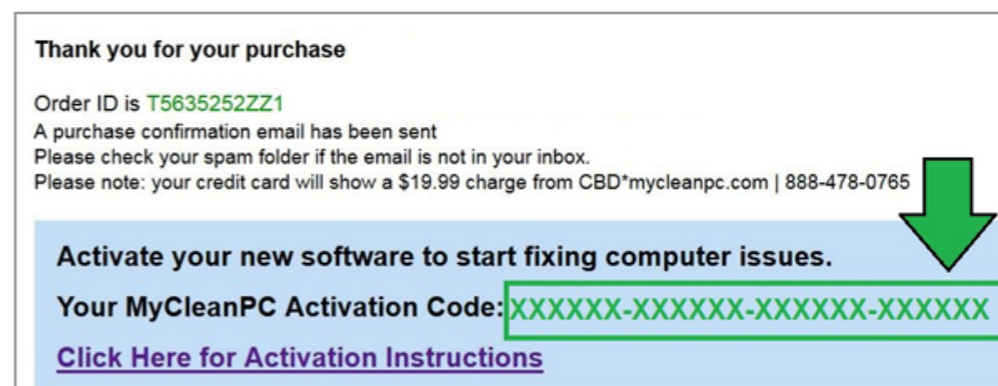 Thank you for your purchase
Order ID is T5635252ZZ1
A purchase confirmation email has been sent
Please check your spam folder if the email is not in your inbox.
Please note: your credit card will show a $19.99 charge from CBD*mycleanpc.com | 888-478-0765
Activate your new software to start fixing computer issues.
Your MyCleanPC Activation Code: XXXXXX-XXXXXX-XXXXXX-XXXXXX
Click Here for Activation Instructions